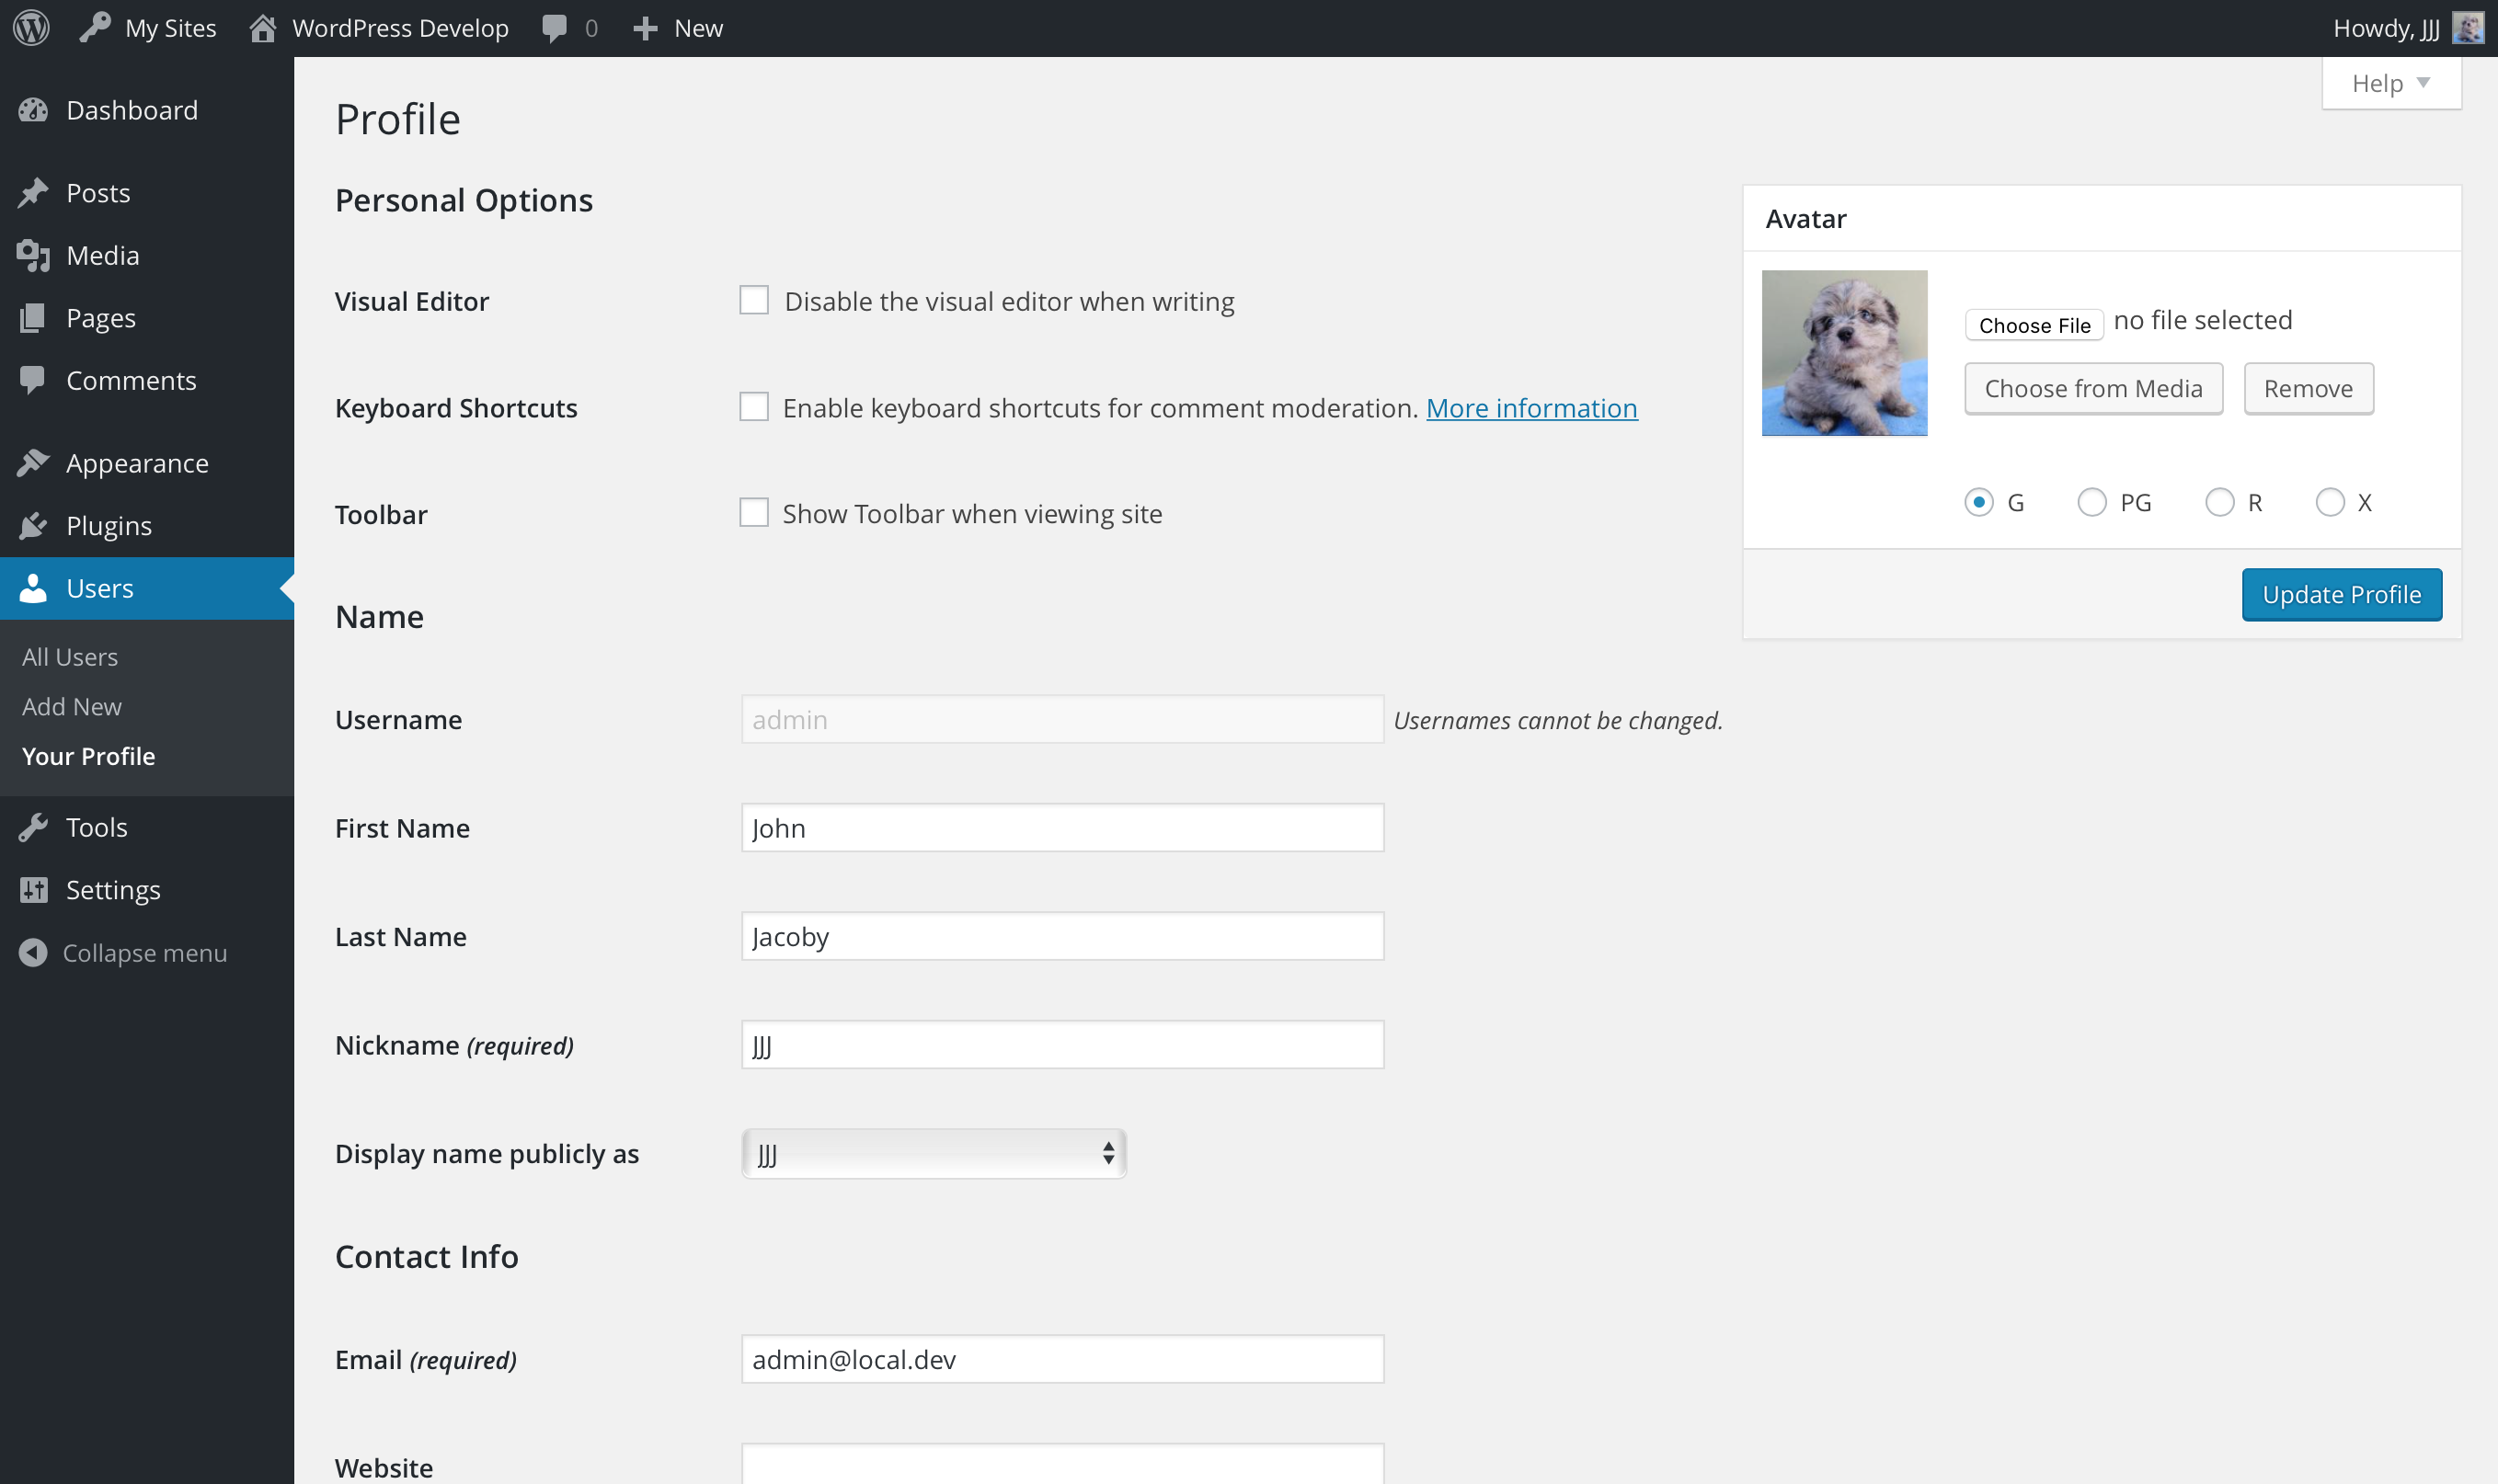 My Sites
WordPress Develop
0
New
Howdy, JJJ
Dashboard
Posts
Media
Pages
Comments
Appearance
Plugins
Users
All Users
Add New
Your Profile
Tools
Settings
Collapse menu
Help
Profile
Personal Options
Visual Editor
Disable the visual editor when writing
Keyboard Shortcuts
Enable keyboard shortcuts for comment moderation. More information
Toolbar
Show Toolbar when viewing site
Name
Username
admin
Usernames cannot be changed.
First Name
John
Last Name
Jacoby
Nickname (required)
JJJ
Display name publicly as
JJJ
Contact Info
Email (required)
admin@local.dev
Website
Avatar
Choose File no file selected
Choose from Media
Remove
G
PG
R
X
Update Profile